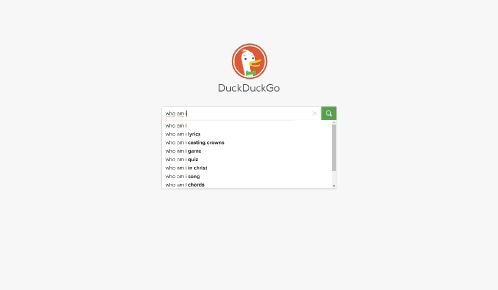 DuckDuckGo
who am i
who am i
who am i lyrics
who am i casting crowns
who am i game
who am i quiz
who am i in christ
who am i song
who am i chords